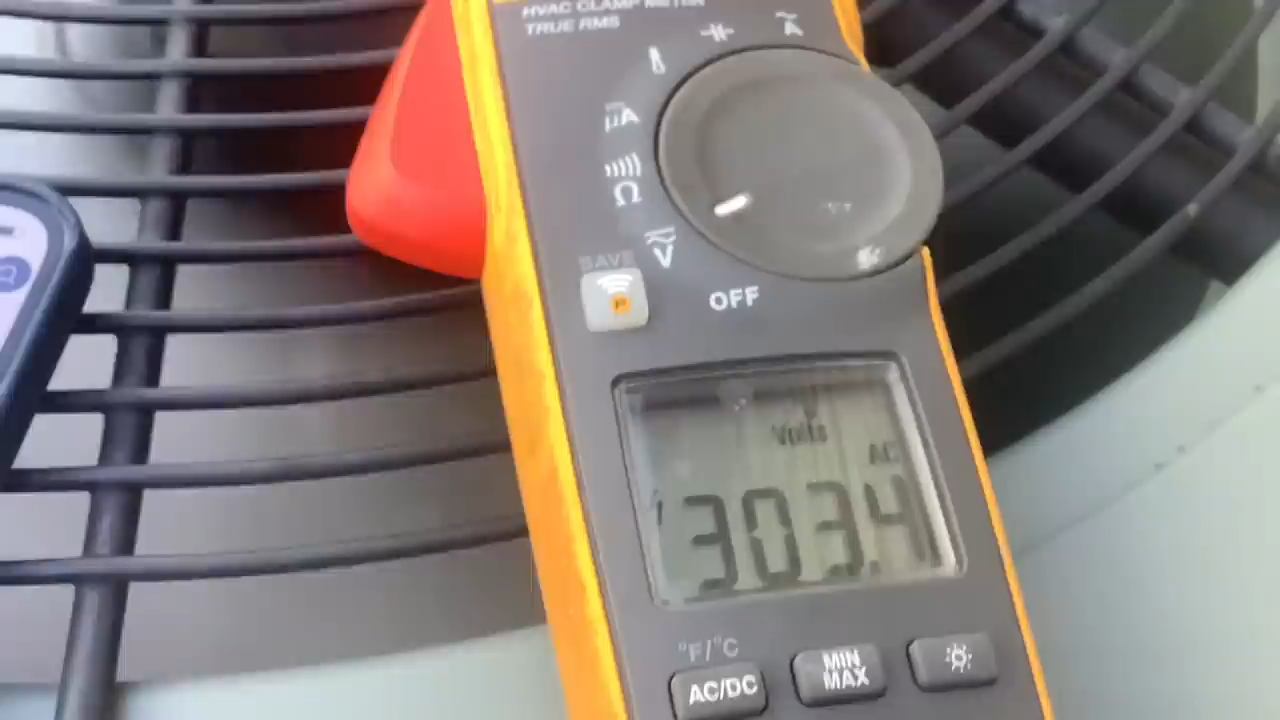 HVAC CLAMP METER
TRUE RMS
Ã
µA
Ω
V
SAVE
P
OFF
Volts
AC
303.4
°F/°C
AC/DC
MIN
MAX